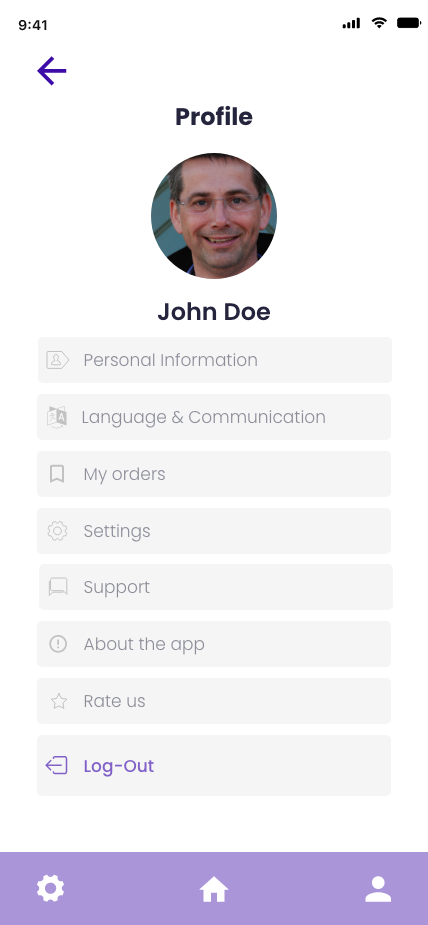 9:41
Profile
John Doe
Personal Information
Language & Communication
My orders
Settings
Support
About the app
Rate us
Log-Out